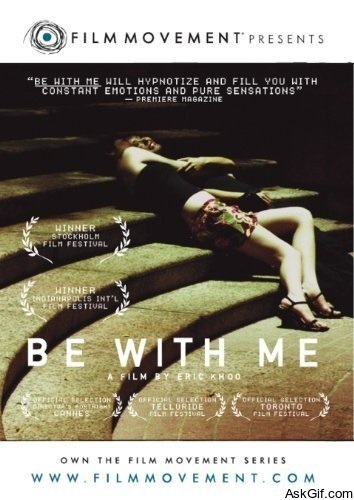 FILM MOVEMENT® PRESENTS
"BE WITH ME WILL HYPNOTIZE AND FILL YOU WITH
CONSTANT EMOTIONS AND PURE SENSATIONS"
— PREMIERE MAGAZINE
WINNER
STOCKHOLM
FILM FESTIVAL
WINNER
INDIANAPOLIS INT'L
FILM FESTIVAL
BE WITH ME
A FILM BY ERIC KHOO
OFFICIAL SELECTION
DIRECTOR'S FORTNIGHT
CANNES
OFFICIAL SELECTION
TELLURIDE
FILM FESTIVAL
OFFICIAL SELECTION
TORONTO
FILM FESTIVAL
OWN THE FILM MOVEMENT SERIES
WWW.FILMMOVEMENT.COM
AskGif.com